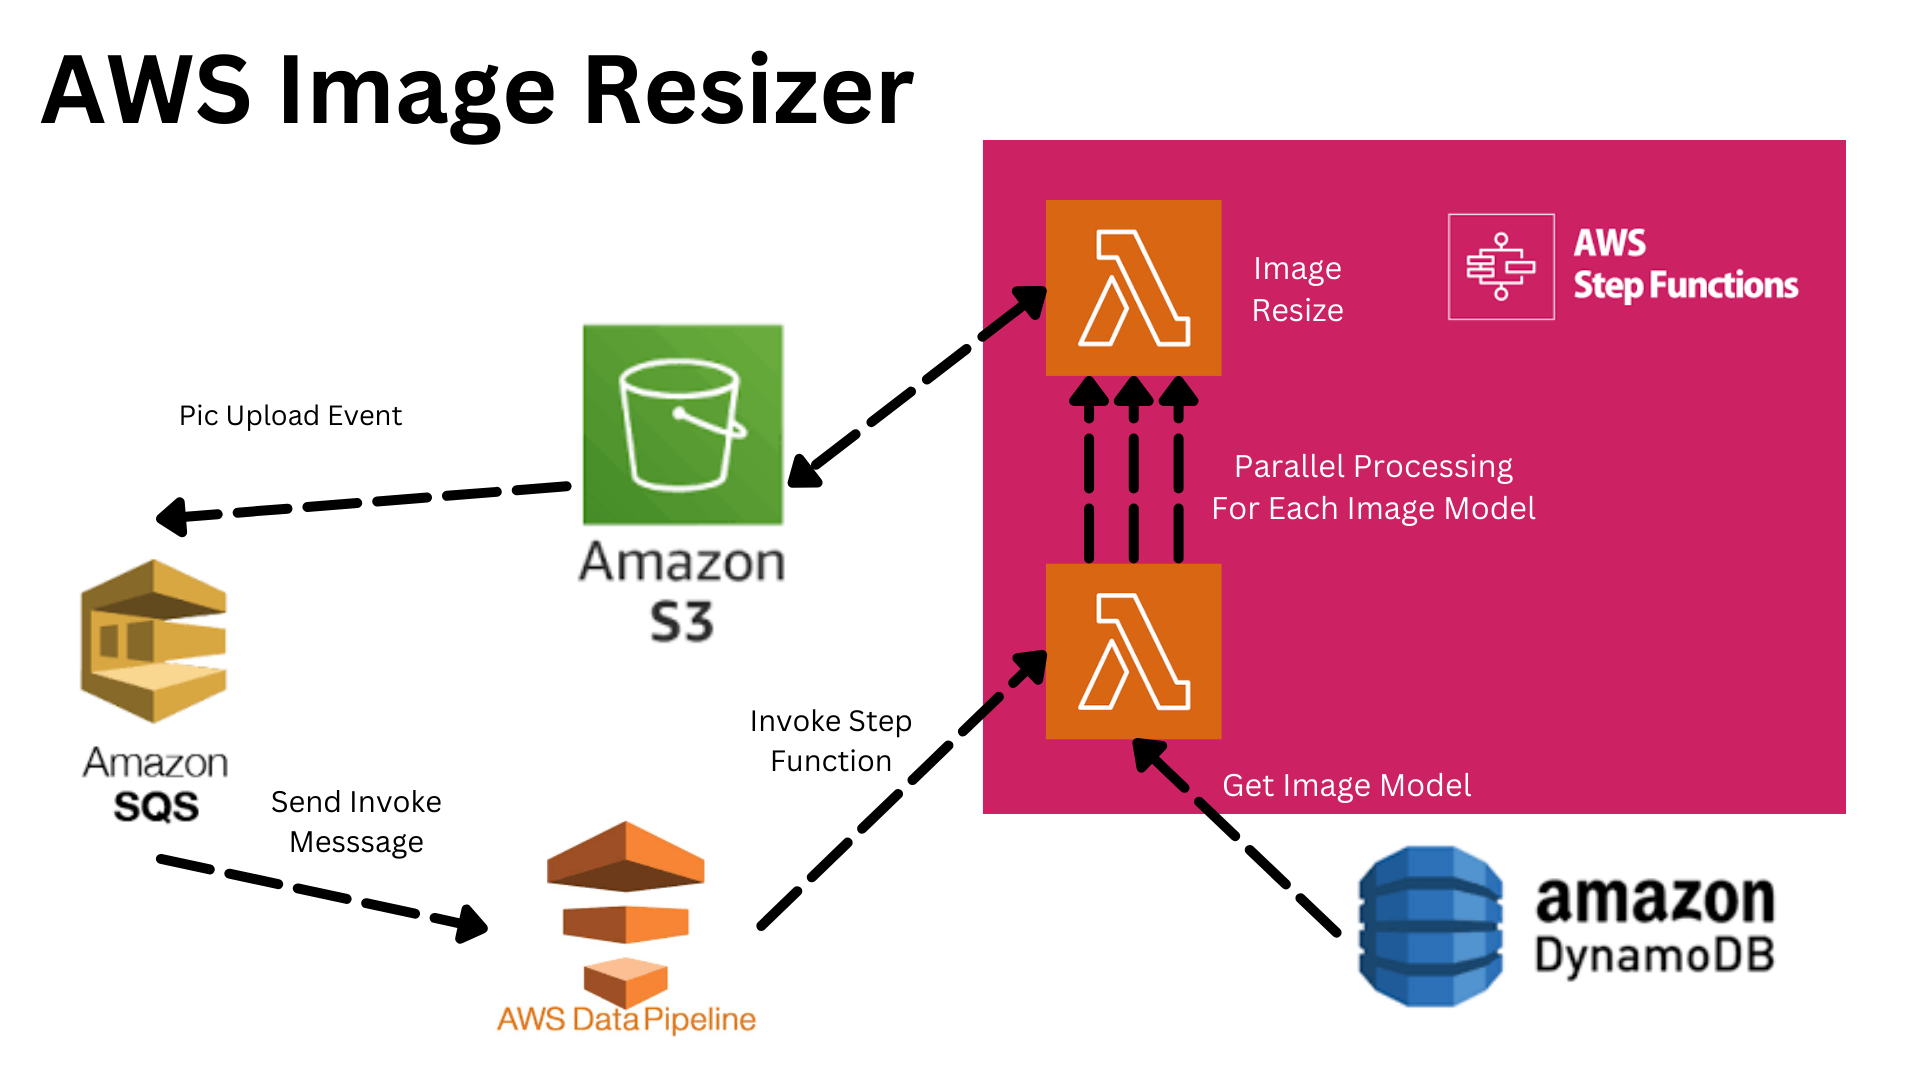 AWS Image Resizer
AWS
Step Functions
Image
Resize
Pic Upload Event
Parallel Processing
For Each Image Model
Amazon
S3
Amazon
SQS
Send Invoke
Messsage
Invoke Step
Function
Get Image Model
AWS Data Pipeline
amazon
DynamoDB